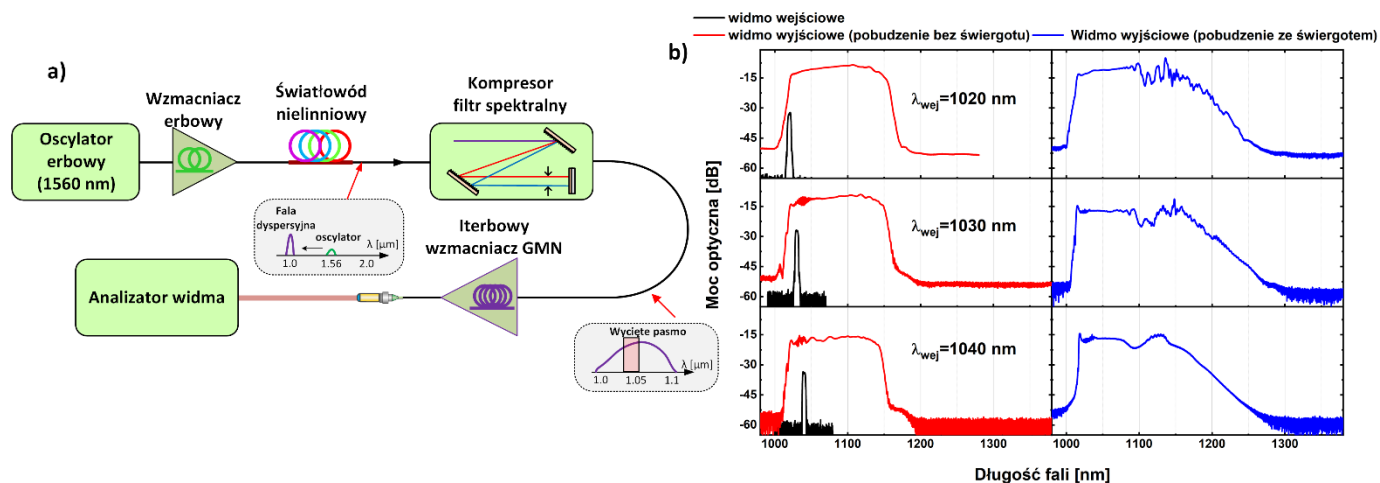 a)
Wzmacniacz
erbowy
Światłowód
nielinniowy
Kompresor
filtr spektralny
Oscylator
erbowy
(1560 nm)
Fala
dyspersyjna
oscylator
λ [µm]
1.0
1.56
2.0
Iterbowy
wzmacniacz GMN
Analizator widma
Wycięte pasmo
λ [µm]
1.0
1.05
1.1
b)
widmo wejściowe
widmo wyjściowe (pobudzenie bez świergotu)
Widmo wyjściowe (pobudzenie ze świergotem)
Moc optyczna [dB]
-15
-30
-45
-60
λwej=1020 nm
-15
-30
-45
-60
λwej=1030 nm
-15
-30
-45
-60
λwej=1040 nm
1000 1100 1200 1300 1000 1100 1200 1300
Długość fali [nm]